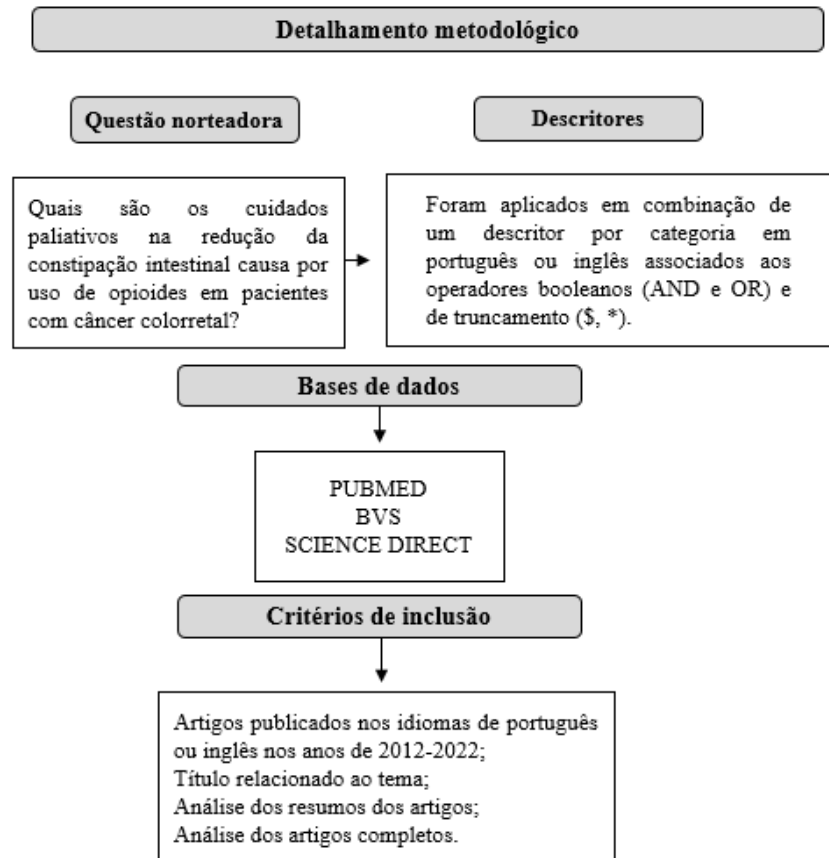 Detalhamento metodológico
Questão norteadora
Descritores
Quais são os cuidados
paliativos na redução da
constipação intestinal causa por
uso de opioides em pacientes
com câncer colorretal?
Foram aplicados em combinação de
um descritor por categoria em
português ou inglês associados aos
operadores booleanos (AND e OR) e
de truncamento ($, *).
Bases de dados
PUBMED
BVS
SCIENCE DIRECT
Critérios de inclusão
Artigos publicados nos idiomas de português
ou inglês nos anos de 2012-2022;
Título relacionado ao tema;
Análise dos resumos dos artigos;
Análise dos artigos completos.